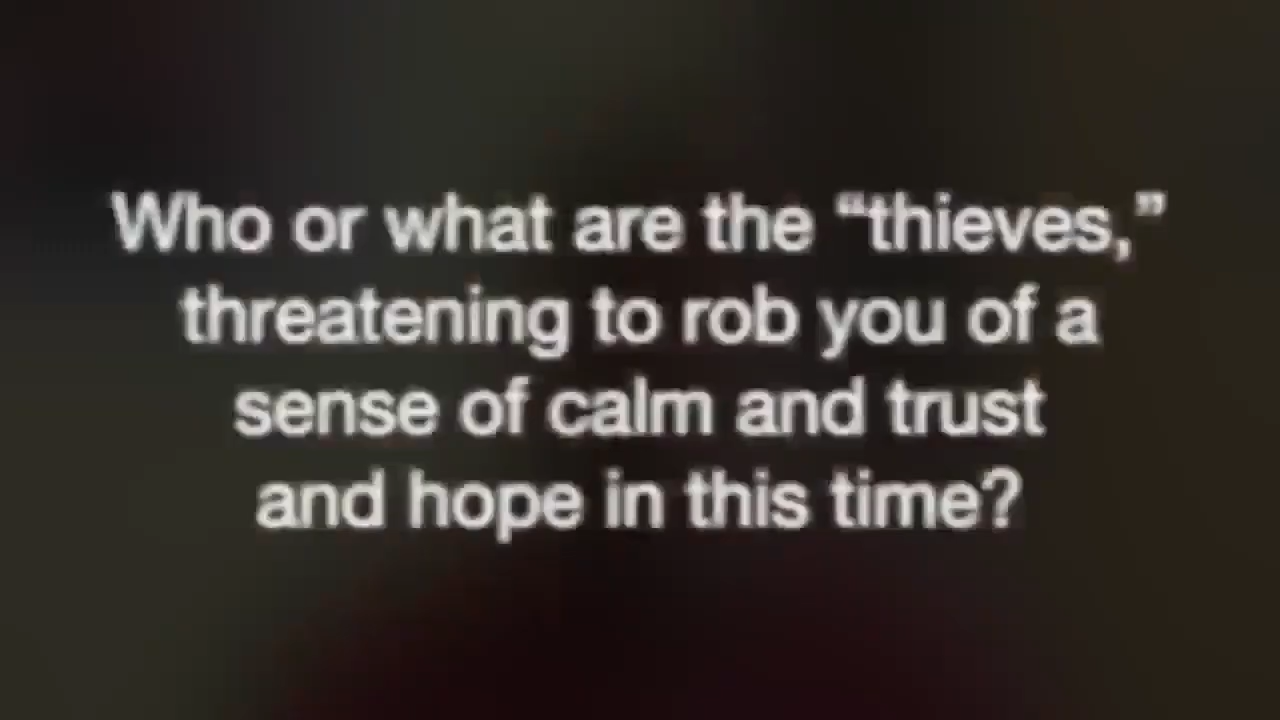 Who or what are the “thieves,”
threatening to rob you of a
sense of calm and trust
and hope in this time?